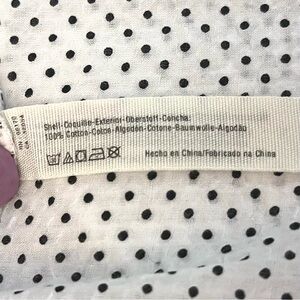 Shell-Coquille-Exterior-Oberstoff-Concha:
100% Cotton-Coton-Algodón-Cotone-Baumwolle-Algodão
Hecho en China/Fabricado na China